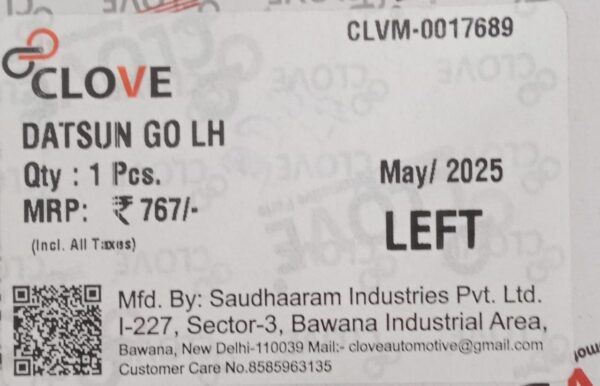 CLVM-0017689
CLOVE
DATSUN GO LH
Qty : 1 Pcs.
May/ 2025
MRP: ₹ 767/-
LEFT
(Incl. All Taxes)
Mfd. By: Saudhaaram Industries Pvt. Ltd.
I-227, Sector-3, Bawana Industrial Area,
Bawana, New Delhi-110039 Mail:- cloveautomotive@gmail.com
Customer Care No.8585963135